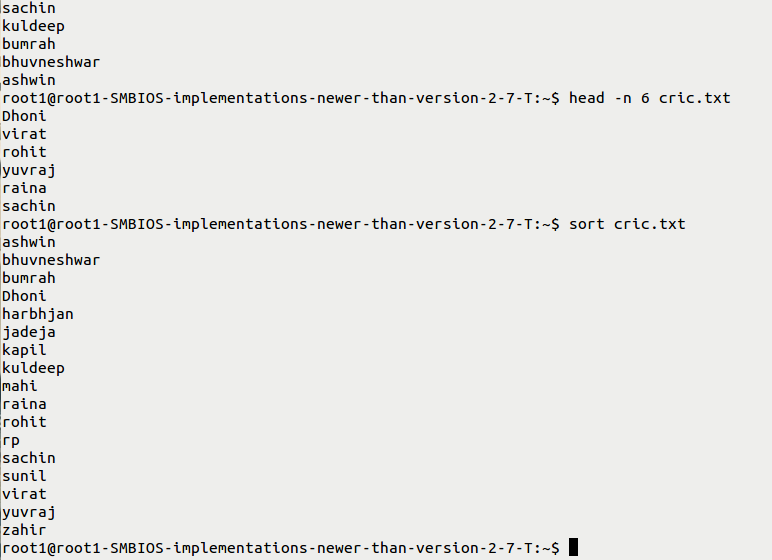 sachin
kuldeep
bumrah
bhuvneshwar
ashwin
root1@root1-SMBIOS-implementations-newer-than-version-2-7-T:~$ head -n 6 cric.txt
Dhoni
virat
rohit
yuvraj
raina
sachin
root1@root1-SMBIOS-implementations-newer-than-version-2-7-T:~$ sort cric.txt
ashwin
bhuvneshwar
bumrah
Dhoni
harbhjan
jadeja
kapil
kuldeep
mahi
raina
rohit
rp
sachin
sunil
virat
yuvraj
zahir
root1@root1-SMBIOS-implementations-newer-than-version-2-7-T:~$